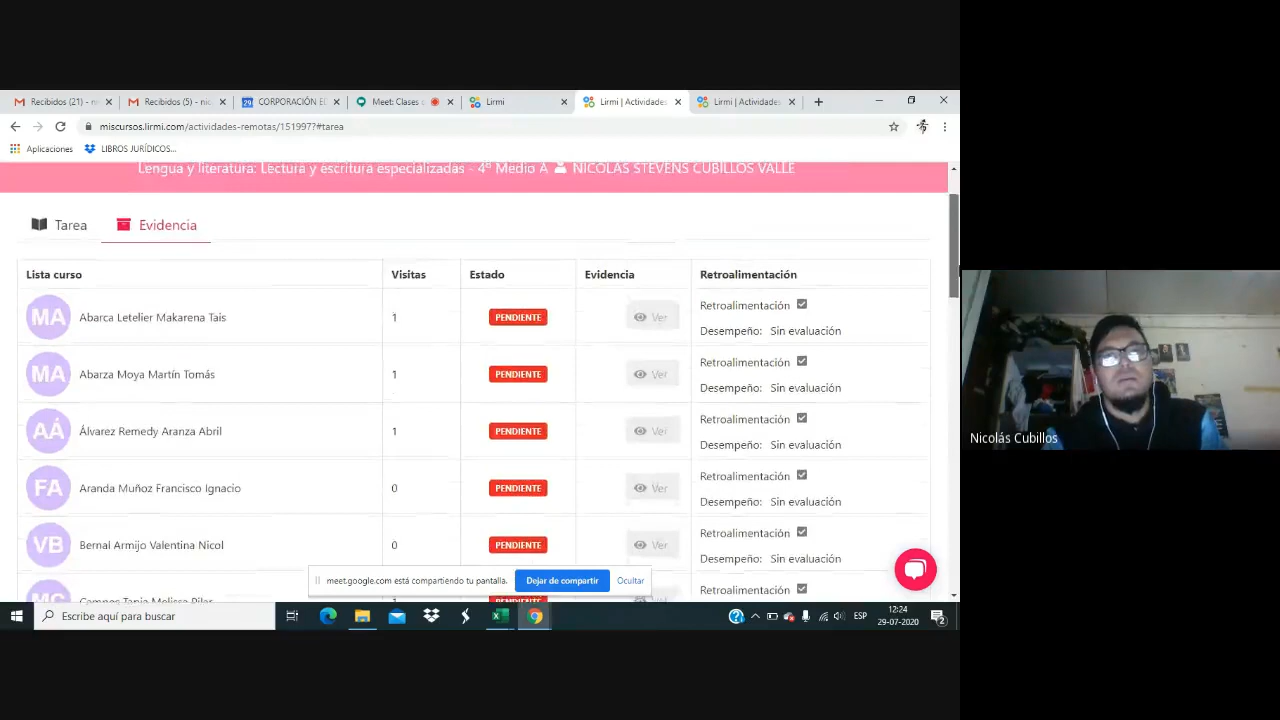 Recibidos (21) - n
Recibidos (5) - nic
CORPORACIÓN ED
Meet: Clases o
Lirmi
Lirmi | Actividades
Lirmi | Actividades
miscursos.lirmi.com/actividades-remotas/151997?#tarea
Aplicaciones
LIBROS JURÍDICOS...
Lengua y literatura: Lectura y escritura especializadas - 4º Medio A NICOLÁS STEVENS CUBILLOS VALLE
Tarea
Evidencia
Lista curso Visitas Estado Evidencia Retroalimentación
MA Abarca Letelier Makarena Tais 1 PENDIENTE Ver Retroalimentación
Desempeño: Sin evaluación
MA Abarza Moya Martín Tomás 1 PENDIENTE Ver Retroalimentación
Desempeño: Sin evaluación
AA Álvarez Remedy Aranza Abril 1 PENDIENTE Ver Retroalimentación
Desempeño: Sin evaluación
FA Aranda Muñoz Francisco Ignacio 0 PENDIENTE Ver Retroalimentación
Desempeño: Sin evaluación
VB Bernal Armijo Valentina Nicol 0 PENDIENTE Ver Retroalimentación
Desempeño: Sin evaluación
Retroalimentación
meet.google.com está compartiendo tu pantalla.
Dejar de compartir
Ocultar
Escribe aquí para buscar
ESP
12:24
29-07-2020
2
Nicolás Cubillos